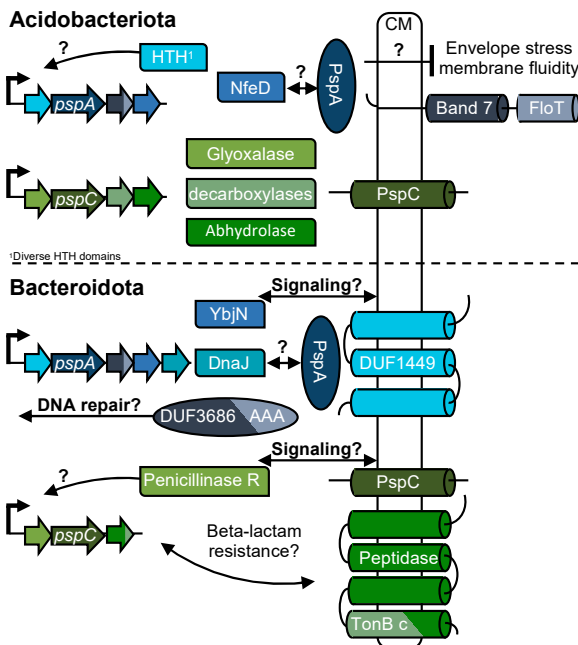 Acidobacteriota
CM
?
HTH¹
?
Envelope stress
membrane fluidity
pspA
NfeD
?
PspA
Band 7
FloT
Glyoxalase
pspC
decarboxylases
PspC
Abhydrolase
¹Diverse HTH domains
Bacteroidota
Signaling?
YbjN
pspA
DnaJ
?
PspA
DUF1449
DNA repair?
DUF3686
AAA
Signaling?
?
Penicillinase R
PspC
pspC
Beta-lactam
resistance?
Peptidase
TonB c